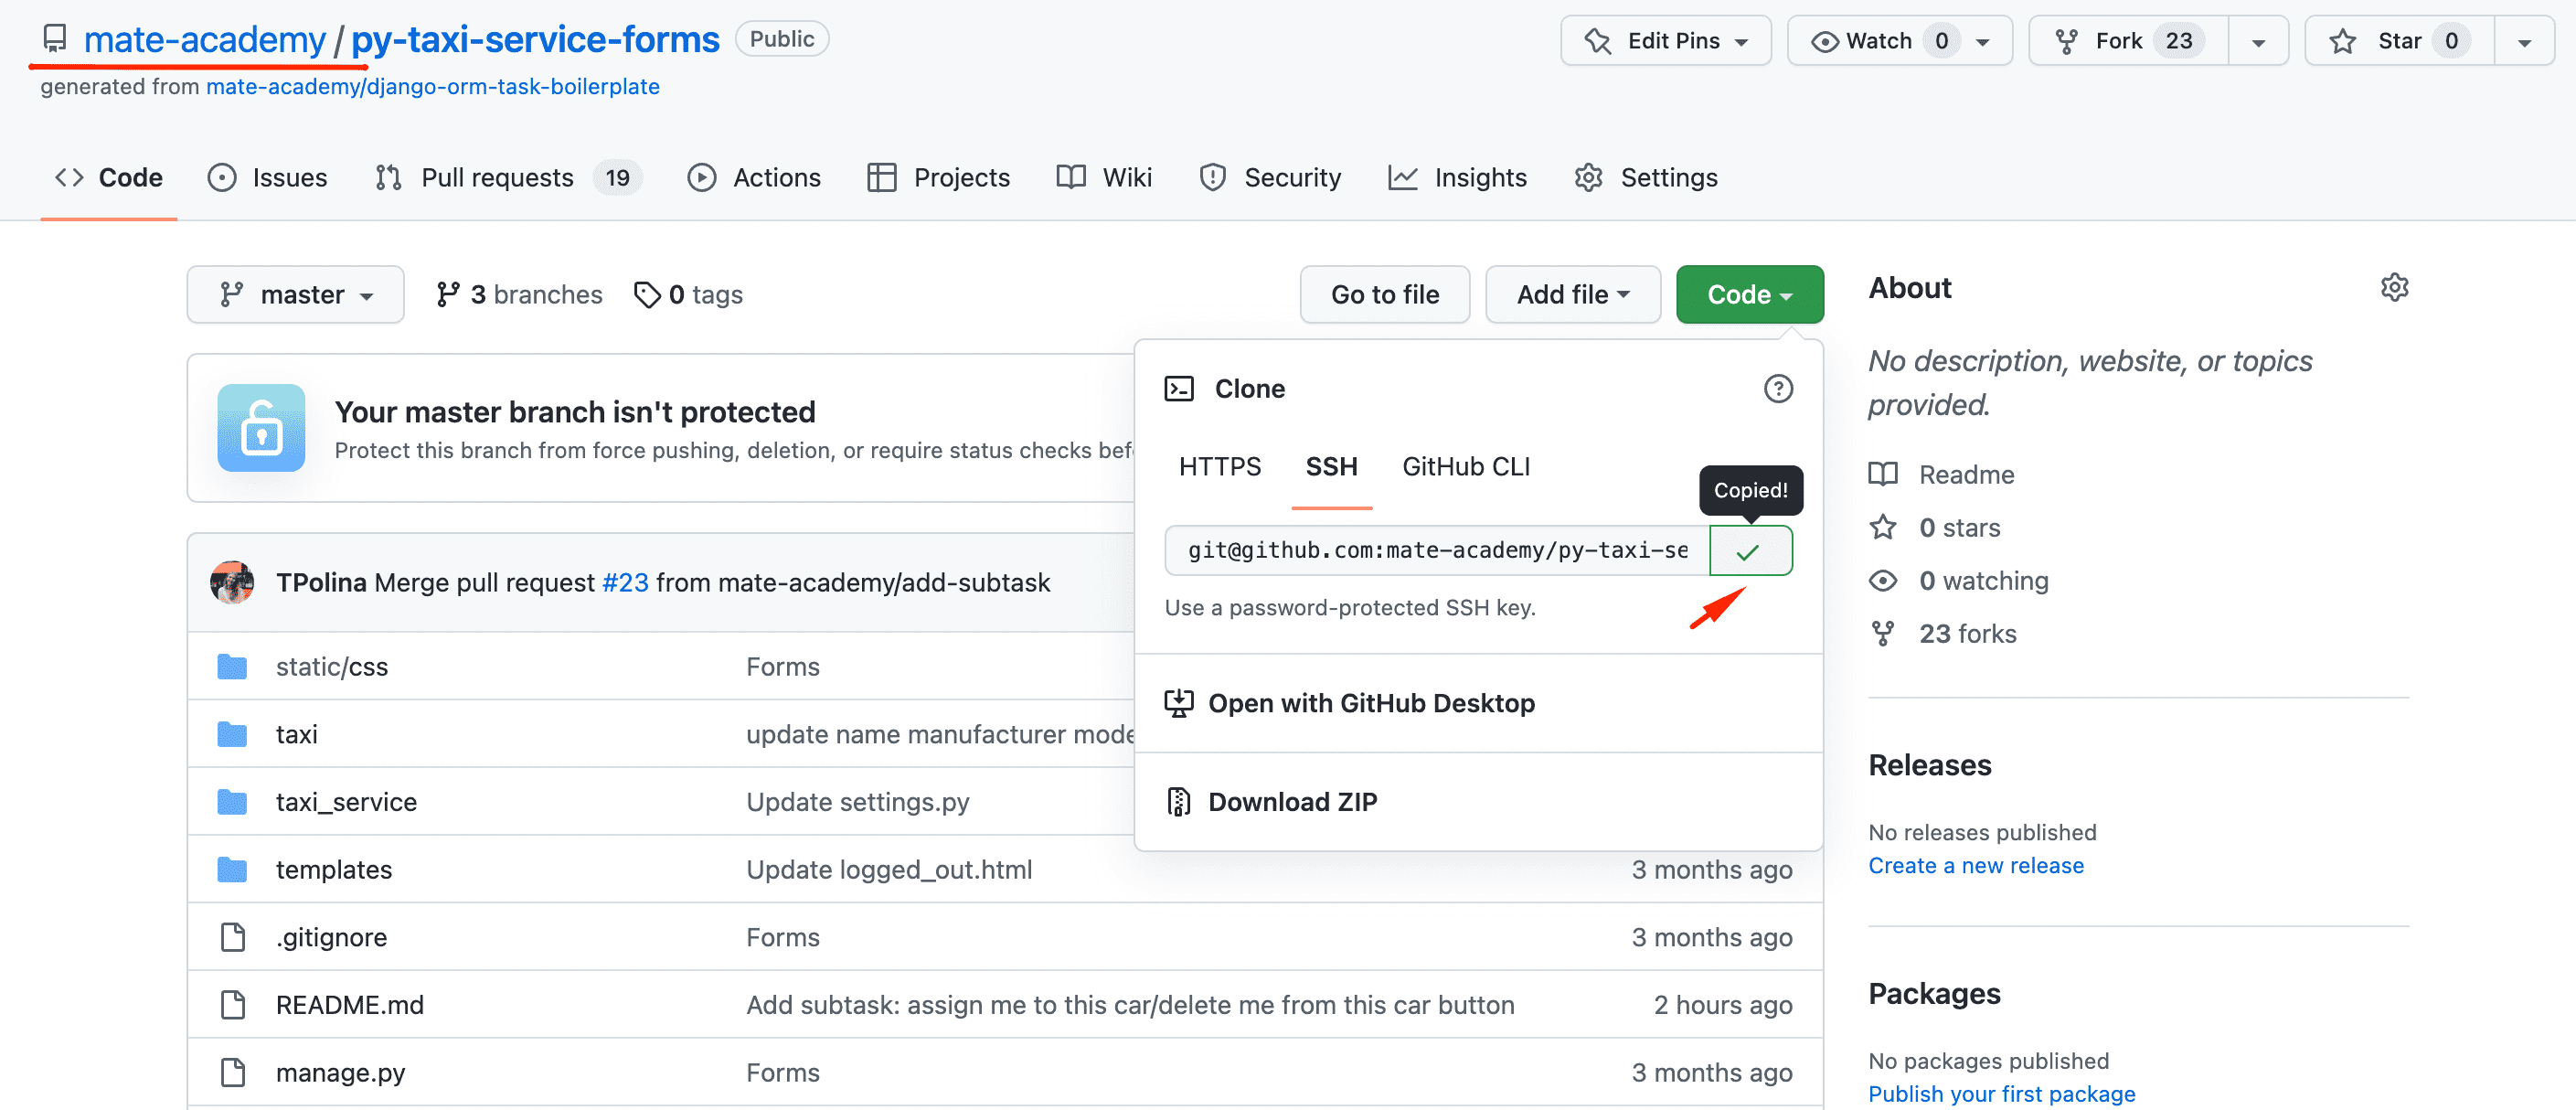 mate-academy / py-taxi-service-forms Public
generated from mate-academy/django-orm-task-boilerplate
Edit Pins Watch 0 Fork 23 Star 0
Code Issues Pull requests 19 Actions Projects Wiki Security Insights Settings
master 3 branches 0 tags Go to file Add file Code
Your master branch isn't protected
Protect this branch from force pushing, deletion, or require status checks
Clone
HTTPS SSH GitHub CLI
Copied!
git@github.com:mate-academy/py-taxi-se
Use a password-protected SSH key.
Open with GitHub Desktop
Download ZIP
TPolina Merge pull request #23 from mate-academy/add-subtask
static/css Forms
taxi update name manufacturer mode
taxi_service Update settings.py
templates Update logged_out.html 3 months ago
.gitignore Forms 3 months ago
README.md Add subtask: assign me to this car/delete me from this car button 2 hours ago
manage.py Forms 3 months ago
About
No description, website, or topics
provided.
Readme
0 stars
0 watching
23 forks
Releases
No releases published
Create a new release
Packages
No packages published
Publish your first package